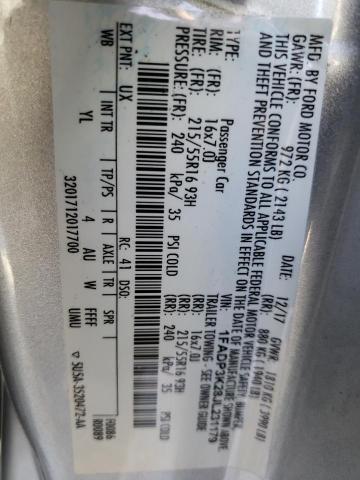 MFD. BY FORD MOTOR CO.
DATE: 12/17 GVWR: 1810 KG ( 3990 LB)
GAWR: (FR) 972 KG ( 2143 LB) (RR) 880 KG ( 1940 LB)
THIS VEHICLE CONFORMS TO ALL APPLICABLE FEDERAL MOTOR VEHICLE SAFETY, BUMPER,
AND THEFT PREVENTION STANDARDS IN EFFECT ON THE DATE OF MANUFACTURE SHOWN ABOVE.
VIN: 1FADP3K28JL231179
TYPE: Passenger Car TRAILER TOWING - SEE OWNER GUIDE
RIM: (FR) 16x7.0J (RR) 16x7.0J
TIRE: (FR) 215/55R16 93H (RR) 215/55R16 93H
PRESSURE: (FR) 240 kPa/ 35 PSI COLD (RR) 240 kPa/ 35 PSI COLD
EXT PNT: UX RC: 41 DSO:
WB INT TR TP/PS R AXLE TR SPR
YL 4 AU W FFFF UMMU
3201712017700